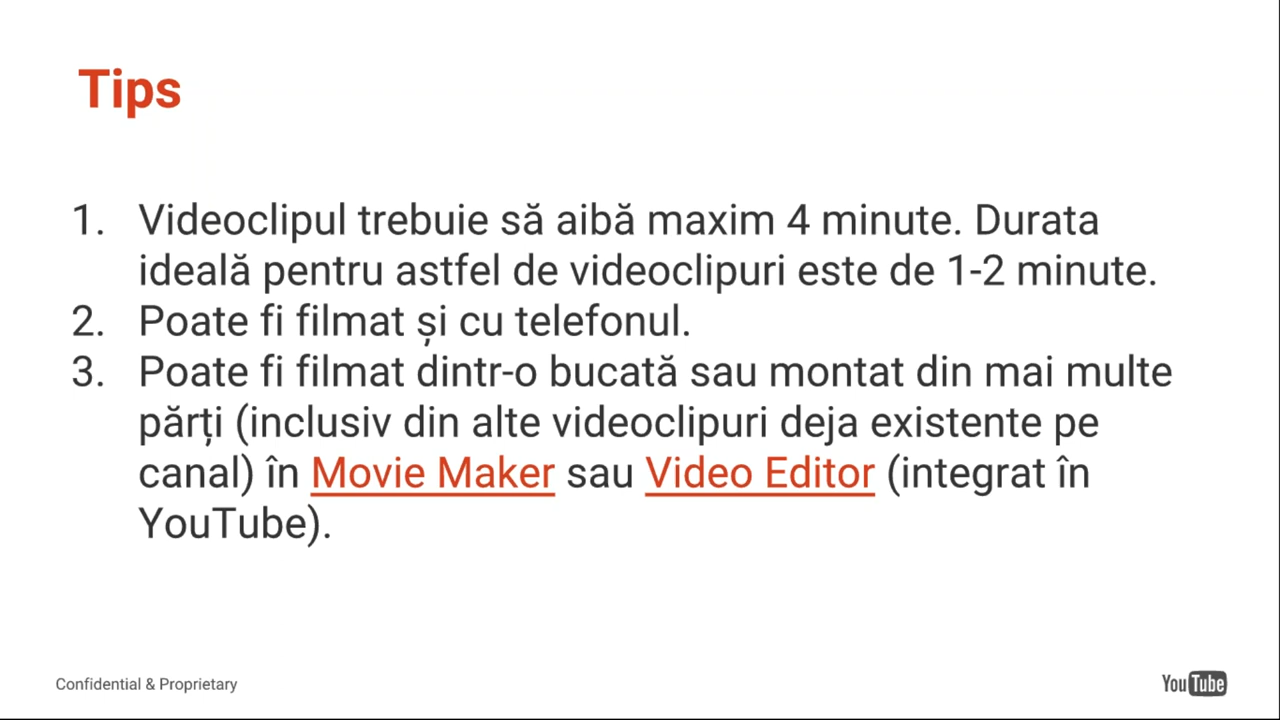 Tips
1. Videoclipul trebuie să aibă maxim 4 minute. Durata
ideală pentru astfel de videoclipuri este de 1-2 minute.
2. Poate fi filmat și cu telefonul.
3. Poate fi filmat dintr-o bucată sau montat din mai multe
părți (inclusiv din alte videoclipuri deja existente pe
canal) în Movie Maker sau Video Editor (integrat în
YouTube).
Confidential & Proprietary
YouTube